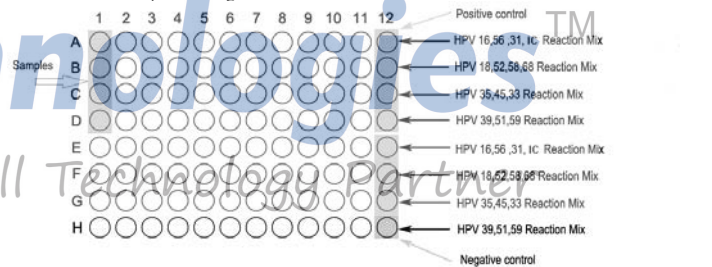 Positive control
1 2 3 4 5 6 7 8 9 10 11 12
TM
A HPV 16,56 ,31, IC Reaction Mix
Samples
B HPV 18,52,58,68 Reaction Mix
C HPV 35,45,33 Reaction Mix
D HPV 39,51,59 Reaction Mix
E HPV 16,56 ,31, IC Reaction Mix
F HPV 18,52,58,68 Reaction Mix
G HPV 35,45,33 Reaction Mix
H HPV 39,51,59 Reaction Mix
Negative control
nologies
ll Technology Partner